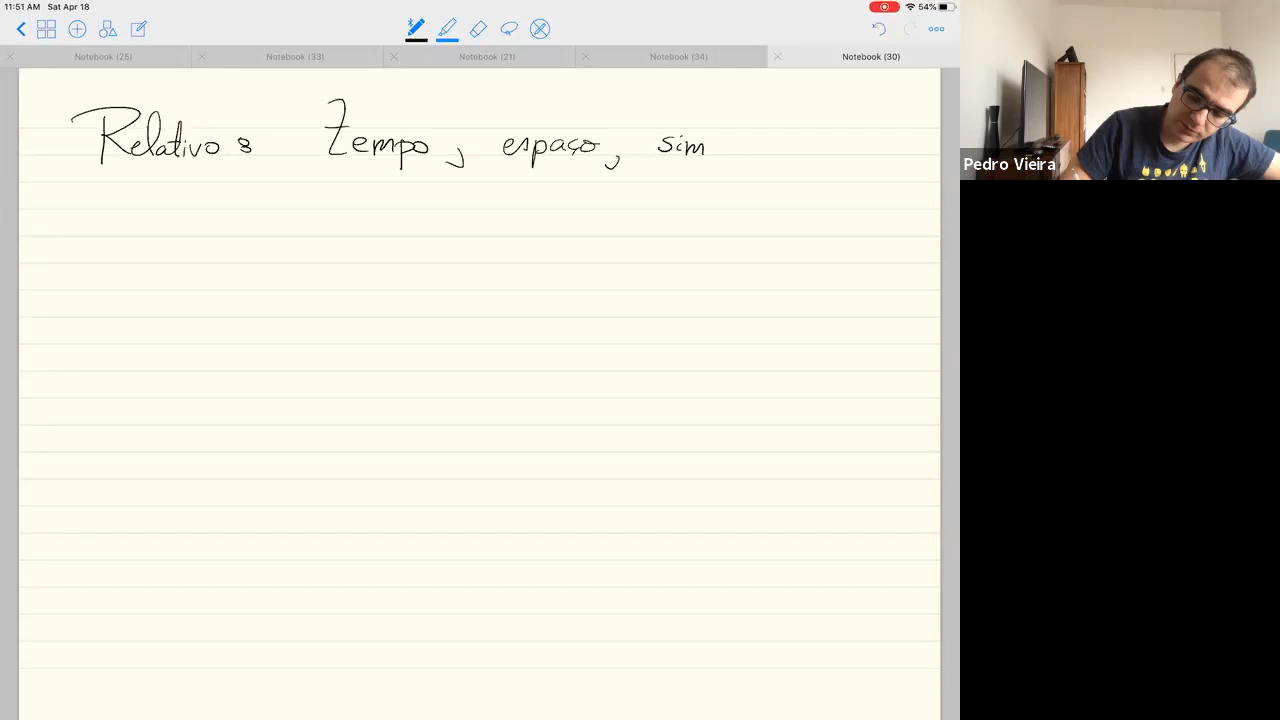 11:51 AM Sat Apr 18
54%
Notebook (25) Notebook (33) Notebook (21) Notebook (34) Notebook (30)
Relativo : Tempo, espaço, sim
Pedro Vieira